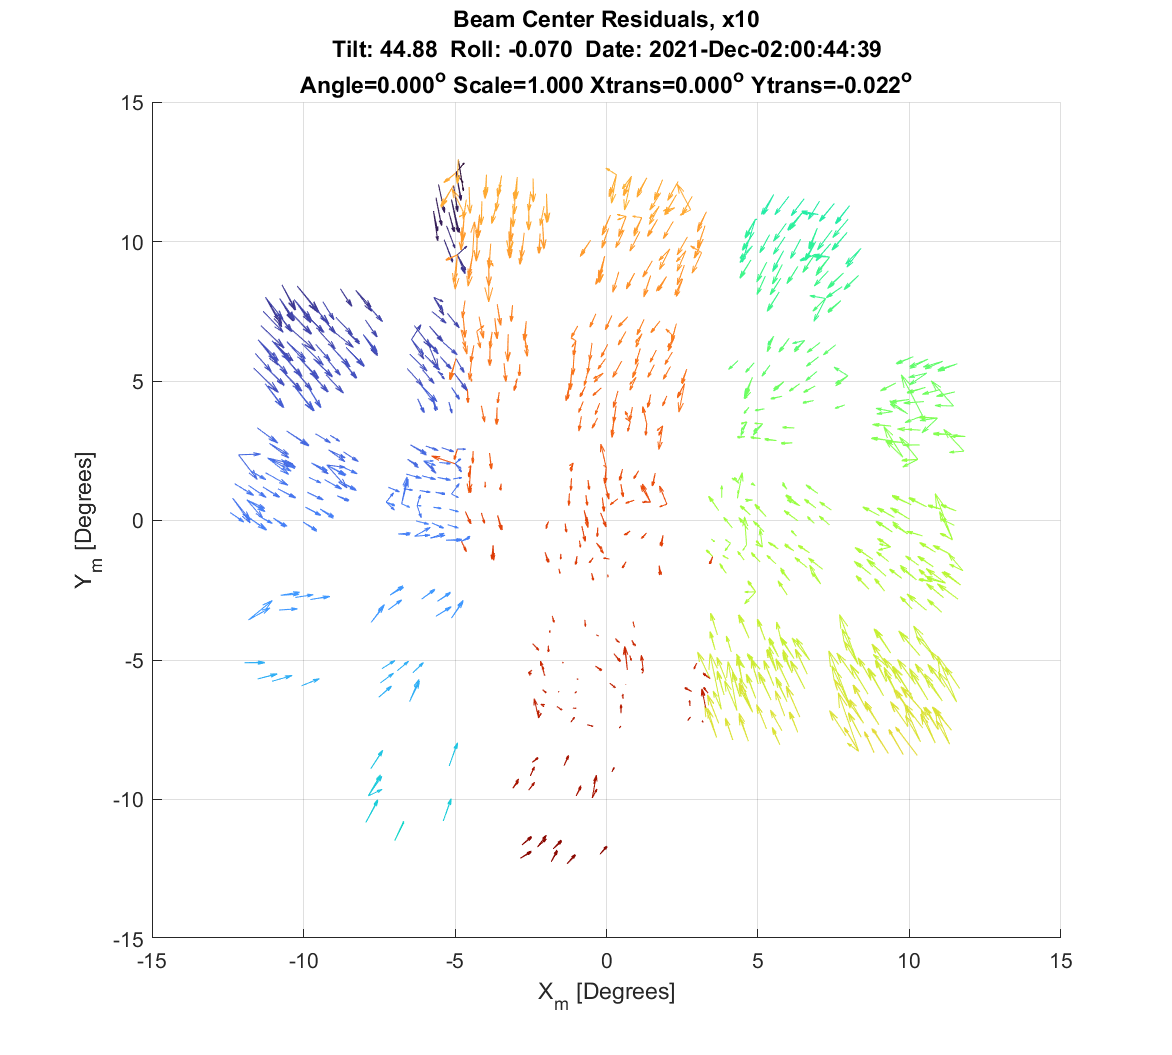 Beam Center Residuals, x10
Tilt: 44.88 Roll: -0.070 Date: 2021-Dec-02:00:44:39
Angle=0.000° Scale=1.000 Xtrans=0.000° Ytrans=-0.022°
15
10
5
0
-5
-10
-15
Y_m [Degrees]
-15 -10 -5 0 5 10 15
X_m [Degrees]